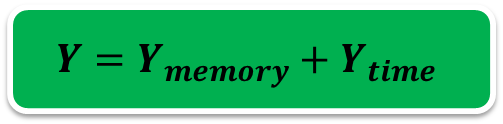 Y = Y_memory + Y_time